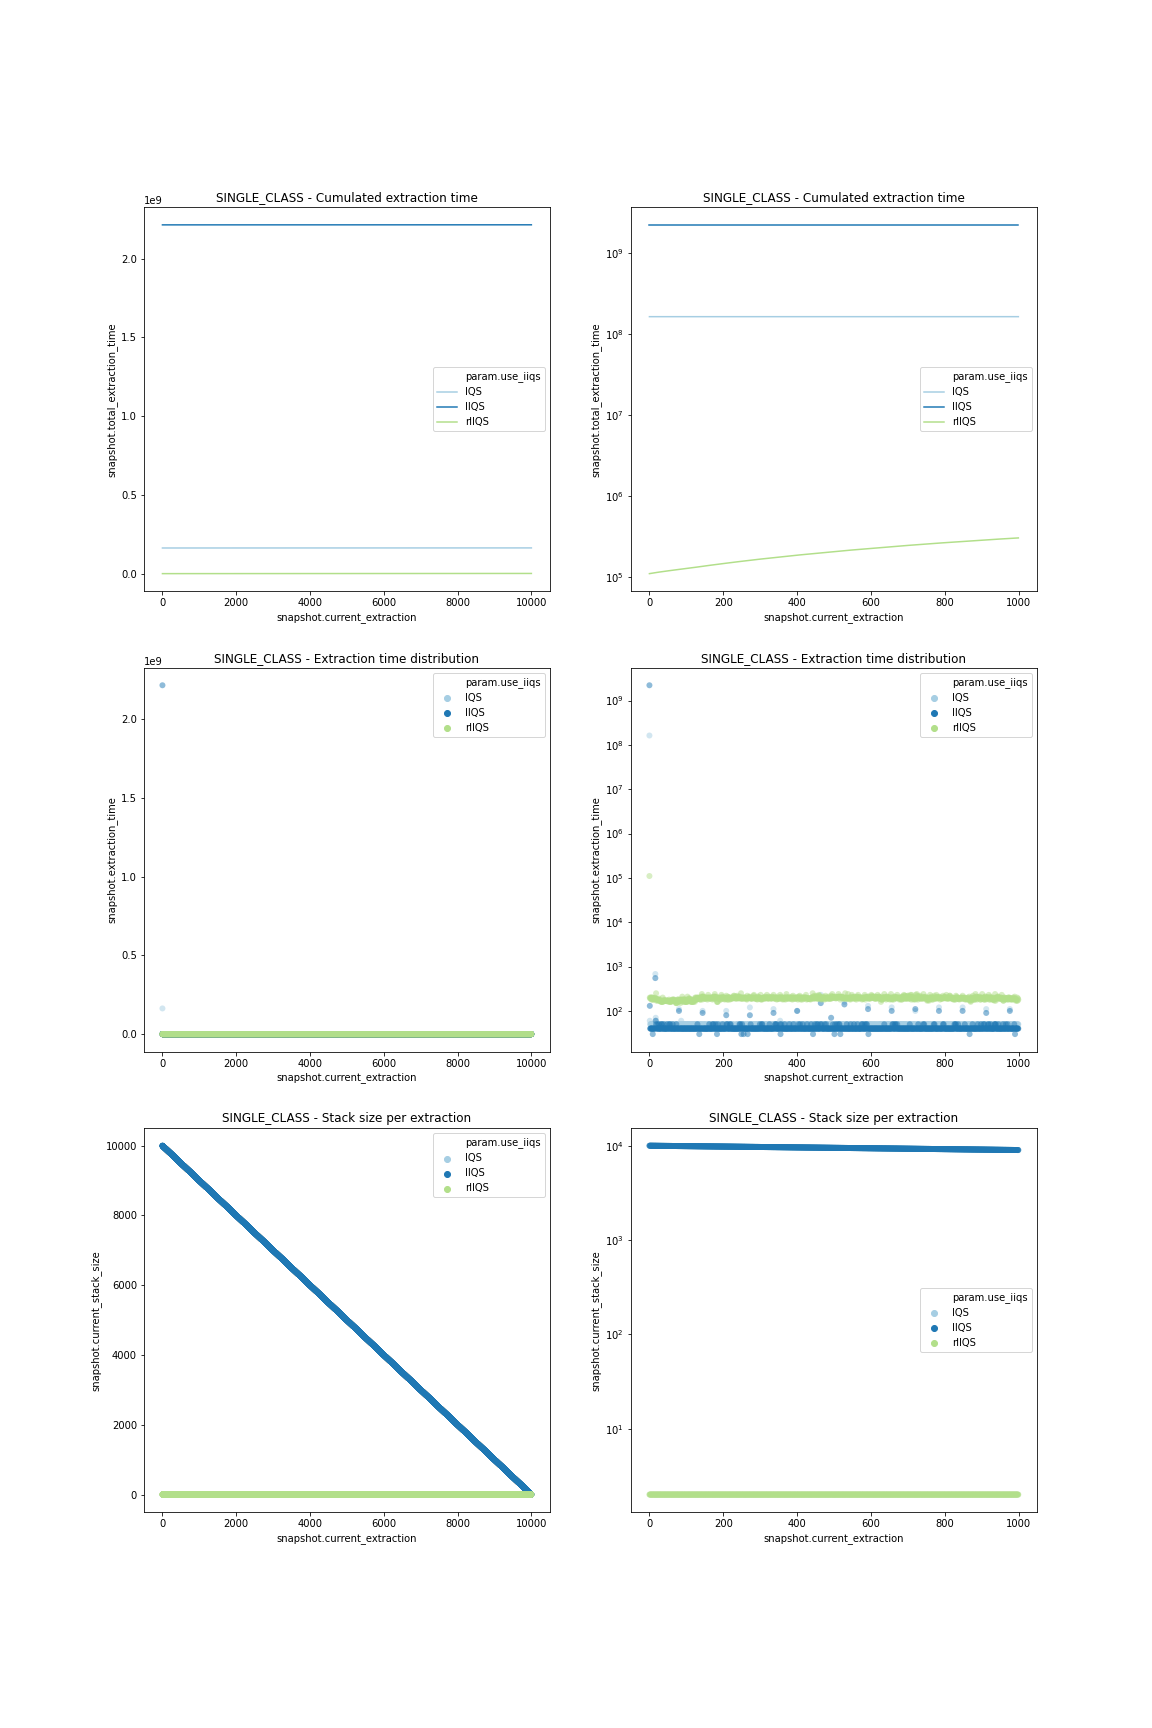 SINGLE_CLASS - Cumulated extraction time
1e9
snapshot.total_extraction_time
2.0
1.5
1.0
0.5
0.0
param.use_iiqs
IQS
IIQS
rIIQS
0 2000 4000 6000 8000 10000
snapshot.current_extraction
SINGLE_CLASS - Cumulated extraction time
snapshot.total_extraction_time
10⁹
10⁸
10⁷
10⁶
10⁵
param.use_iiqs
IQS
IIQS
rIIQS
0 200 400 600 800 1000
snapshot.current_extraction
SINGLE_CLASS - Extraction time distribution
1e9
snapshot.extraction_time
2.0
1.5
1.0
0.5
0.0
param.use_iiqs
IQS
IIQS
rIIQS
0 2000 4000 6000 8000 10000
snapshot.current_extraction
SINGLE_CLASS - Extraction time distribution
snapshot.extraction_time
10⁹
10⁸
10⁷
10⁶
10⁵
10⁴
10³
10²
param.use_iiqs
IQS
IIQS
rIIQS
0 200 400 600 800 1000
snapshot.current_extraction
SINGLE_CLASS - Stack size per extraction
snapshot.current_stack_size
10000
8000
6000
4000
2000
0
param.use_iiqs
IQS
IIQS
rIIQS
0 2000 4000 6000 8000 10000
snapshot.current_extraction
SINGLE_CLASS - Stack size per extraction
snapshot.current_stack_size
10⁴
10³
10²
10¹
param.use_iiqs
IQS
IIQS
rIIQS
0 200 400 600 800 1000
snapshot.current_extraction